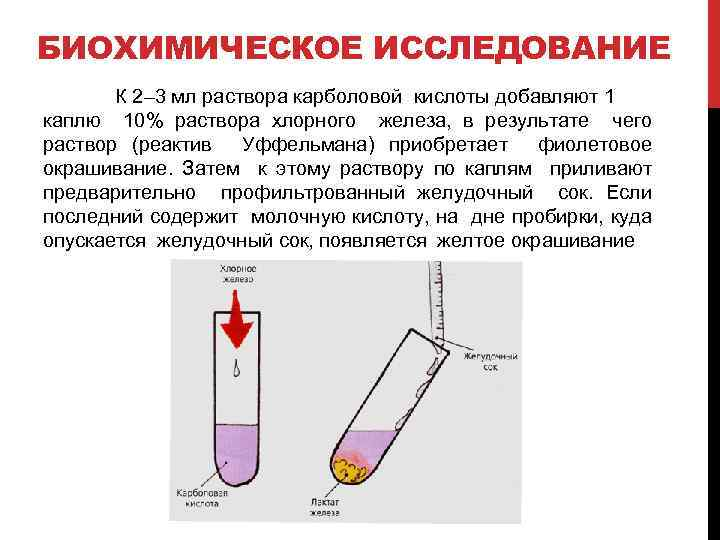 БИОХИМИЧЕСКОЕ ИССЛЕДОВАНИЕ
К 2–3 мл раствора карболовой кислоты добавляют 1
каплю 10% раствора хлорного железа, в результате чего
раствор (реактив Уффельмана) приобретает фиолетовое
окрашивание. Затем к этому раствору по каплям приливают
предварительно профильтрованный желудочный сок. Если
последний содержит молочную кислоту, на дне пробирки, куда
опускается желудочный сок, появляется желтое окрашивание
Хлорное
железо
Желудочный
сок
Карболовая
кислота
Лактат
железа